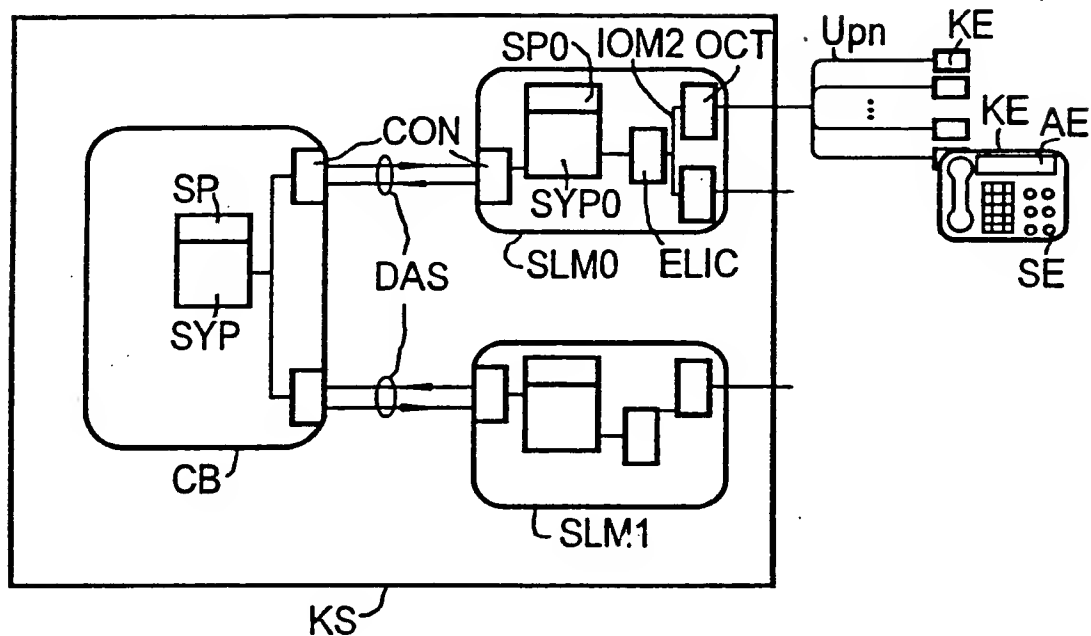 Upn
KE
SP0
IOM2
OCT
KE
AE
CON
SP
SYP0
SLM0
ELIC
SE
DAS
SYP
CB
SLM1
KS